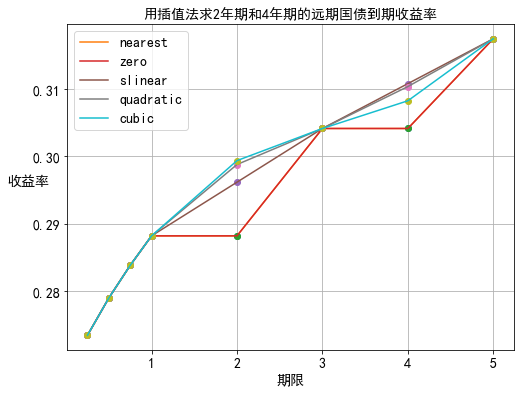 用插值法求2年期和4年期的远期国债到期收益率
nearest
zero
slinear
quadratic
cubic
0.31
0.30
0.29
0.28
收益率
1 2 3 4 5
期限